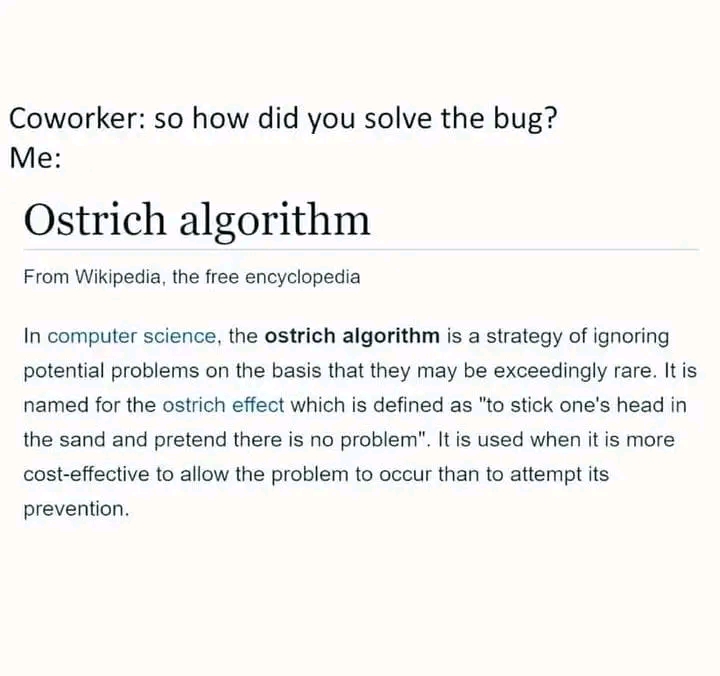 Coworker: so how did you solve the bug?
Me:
Ostrich algorithm
From Wikipedia, the free encyclopedia
In computer science, the ostrich algorithm is a strategy of ignoring
potential problems on the basis that they may be exceedingly rare. It is
named for the ostrich effect which is defined as "to stick one's head in
the sand and pretend there is no problem". It is used when it is more
cost-effective to allow the problem to occur than to attempt its
prevention.